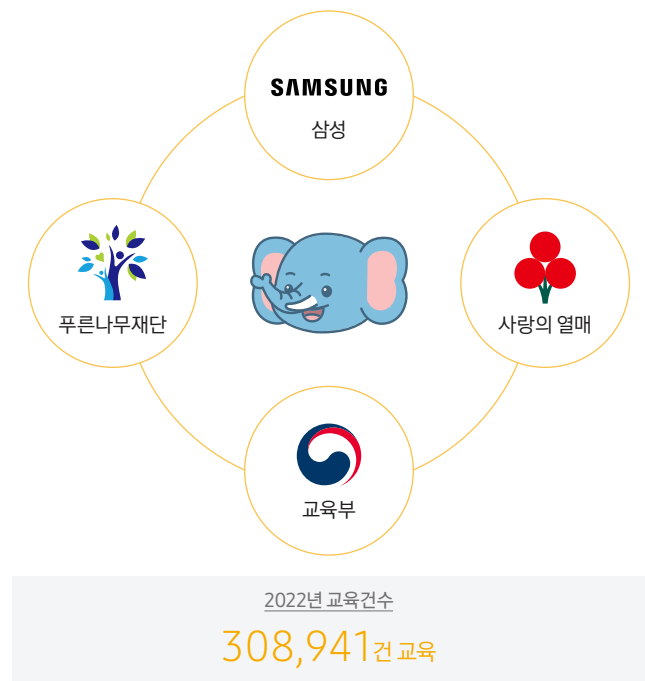 SAMSUNG
삼성
푸른나무재단
사랑의 열매
교육부
2022년 교육건수
308,941건 교육